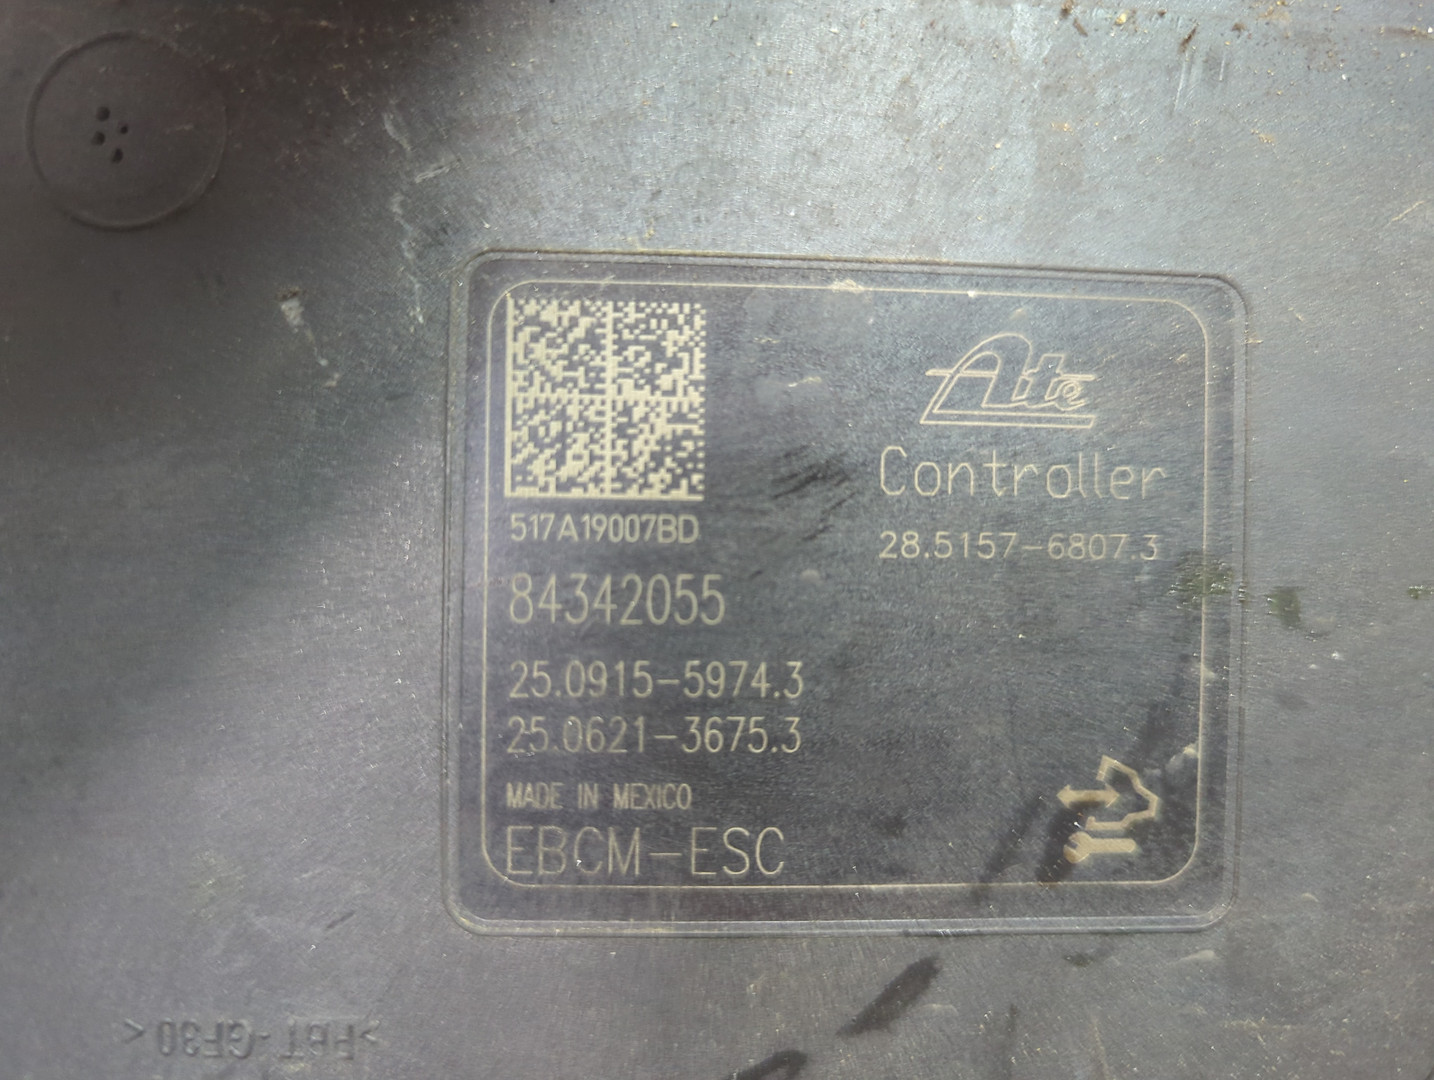 Ate
Controller
28.5157-6807.3
517A19007BD
84342055
25.0915-5974.3
25.0621-3675.3
MADE IN MEXICO
EBCM-ESC
>PBT-GF30<